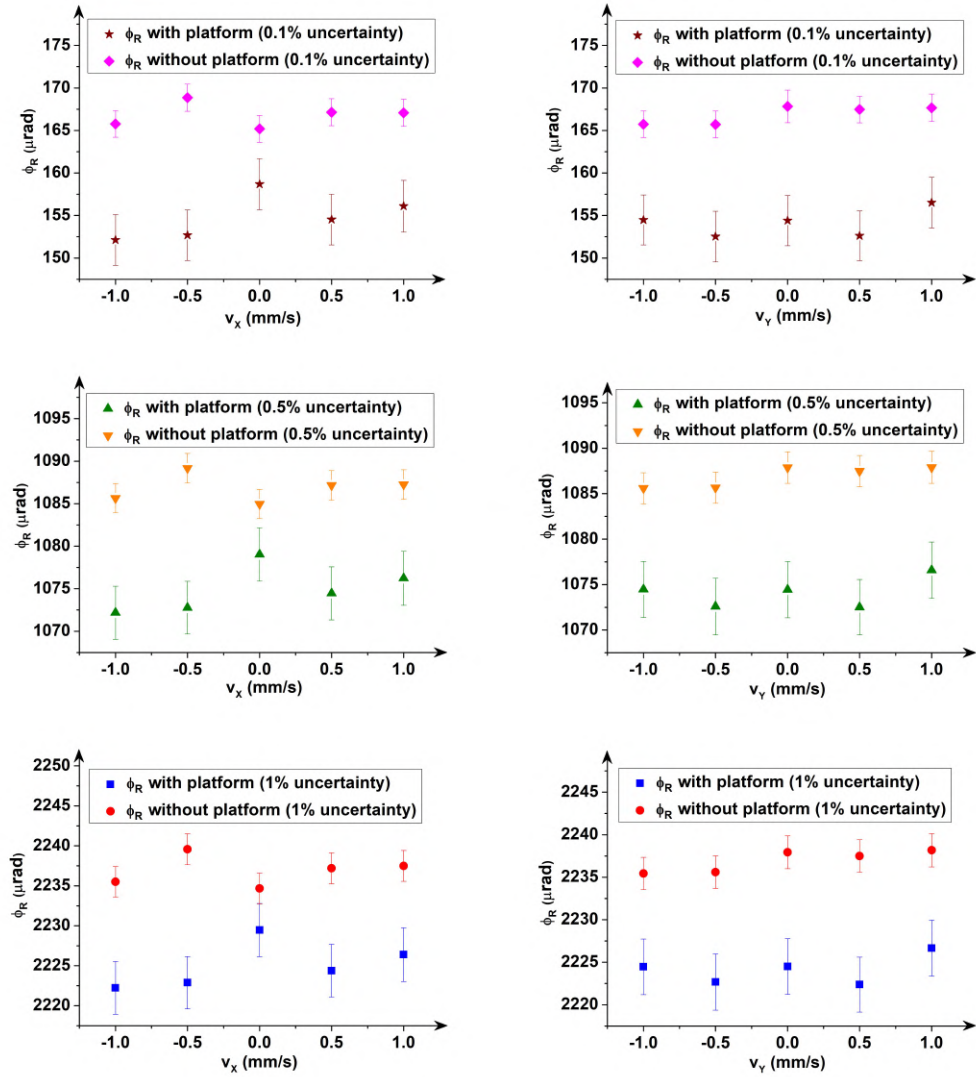 ϕR with platform (0.1% uncertainty)
ϕR without platform (0.1% uncertainty)
175
170
165
160
155
150
ϕR (μrad)
-1.0 -0.5 0.0 0.5 1.0
vX (mm/s)
ϕR with platform (0.1% uncertainty)
ϕR without platform (0.1% uncertainty)
175
170
165
160
155
150
ϕR (μrad)
-1.0 -0.5 0.0 0.5 1.0
vY (mm/s)
ϕR with platform (0.5% uncertainty)
ϕR without platform (0.5% uncertainty)
1095
1090
1085
1080
1075
1070
ϕR (μrad)
-1.0 -0.5 0.0 0.5 1.0
vX (mm/s)
ϕR with platform (0.5% uncertainty)
ϕR without platform (0.5% uncertainty)
1095
1090
1085
1080
1075
1070
ϕR (μrad)
-1.0 -0.5 0.0 0.5 1.0
vY (mm/s)
ϕR with platform (1% uncertainty)
ϕR without platform (1% uncertainty)
2250
2245
2240
2235
2230
2225
2220
ϕR (μrad)
-1.0 -0.5 0.0 0.5 1.0
vX (mm/s)
ϕR with platform (1% uncertainty)
ϕR without platform (1% uncertainty)
2245
2240
2235
2230
2225
2220
ϕR (μrad)
-1.0 -0.5 0.0 0.5 1.0
vY (mm/s)